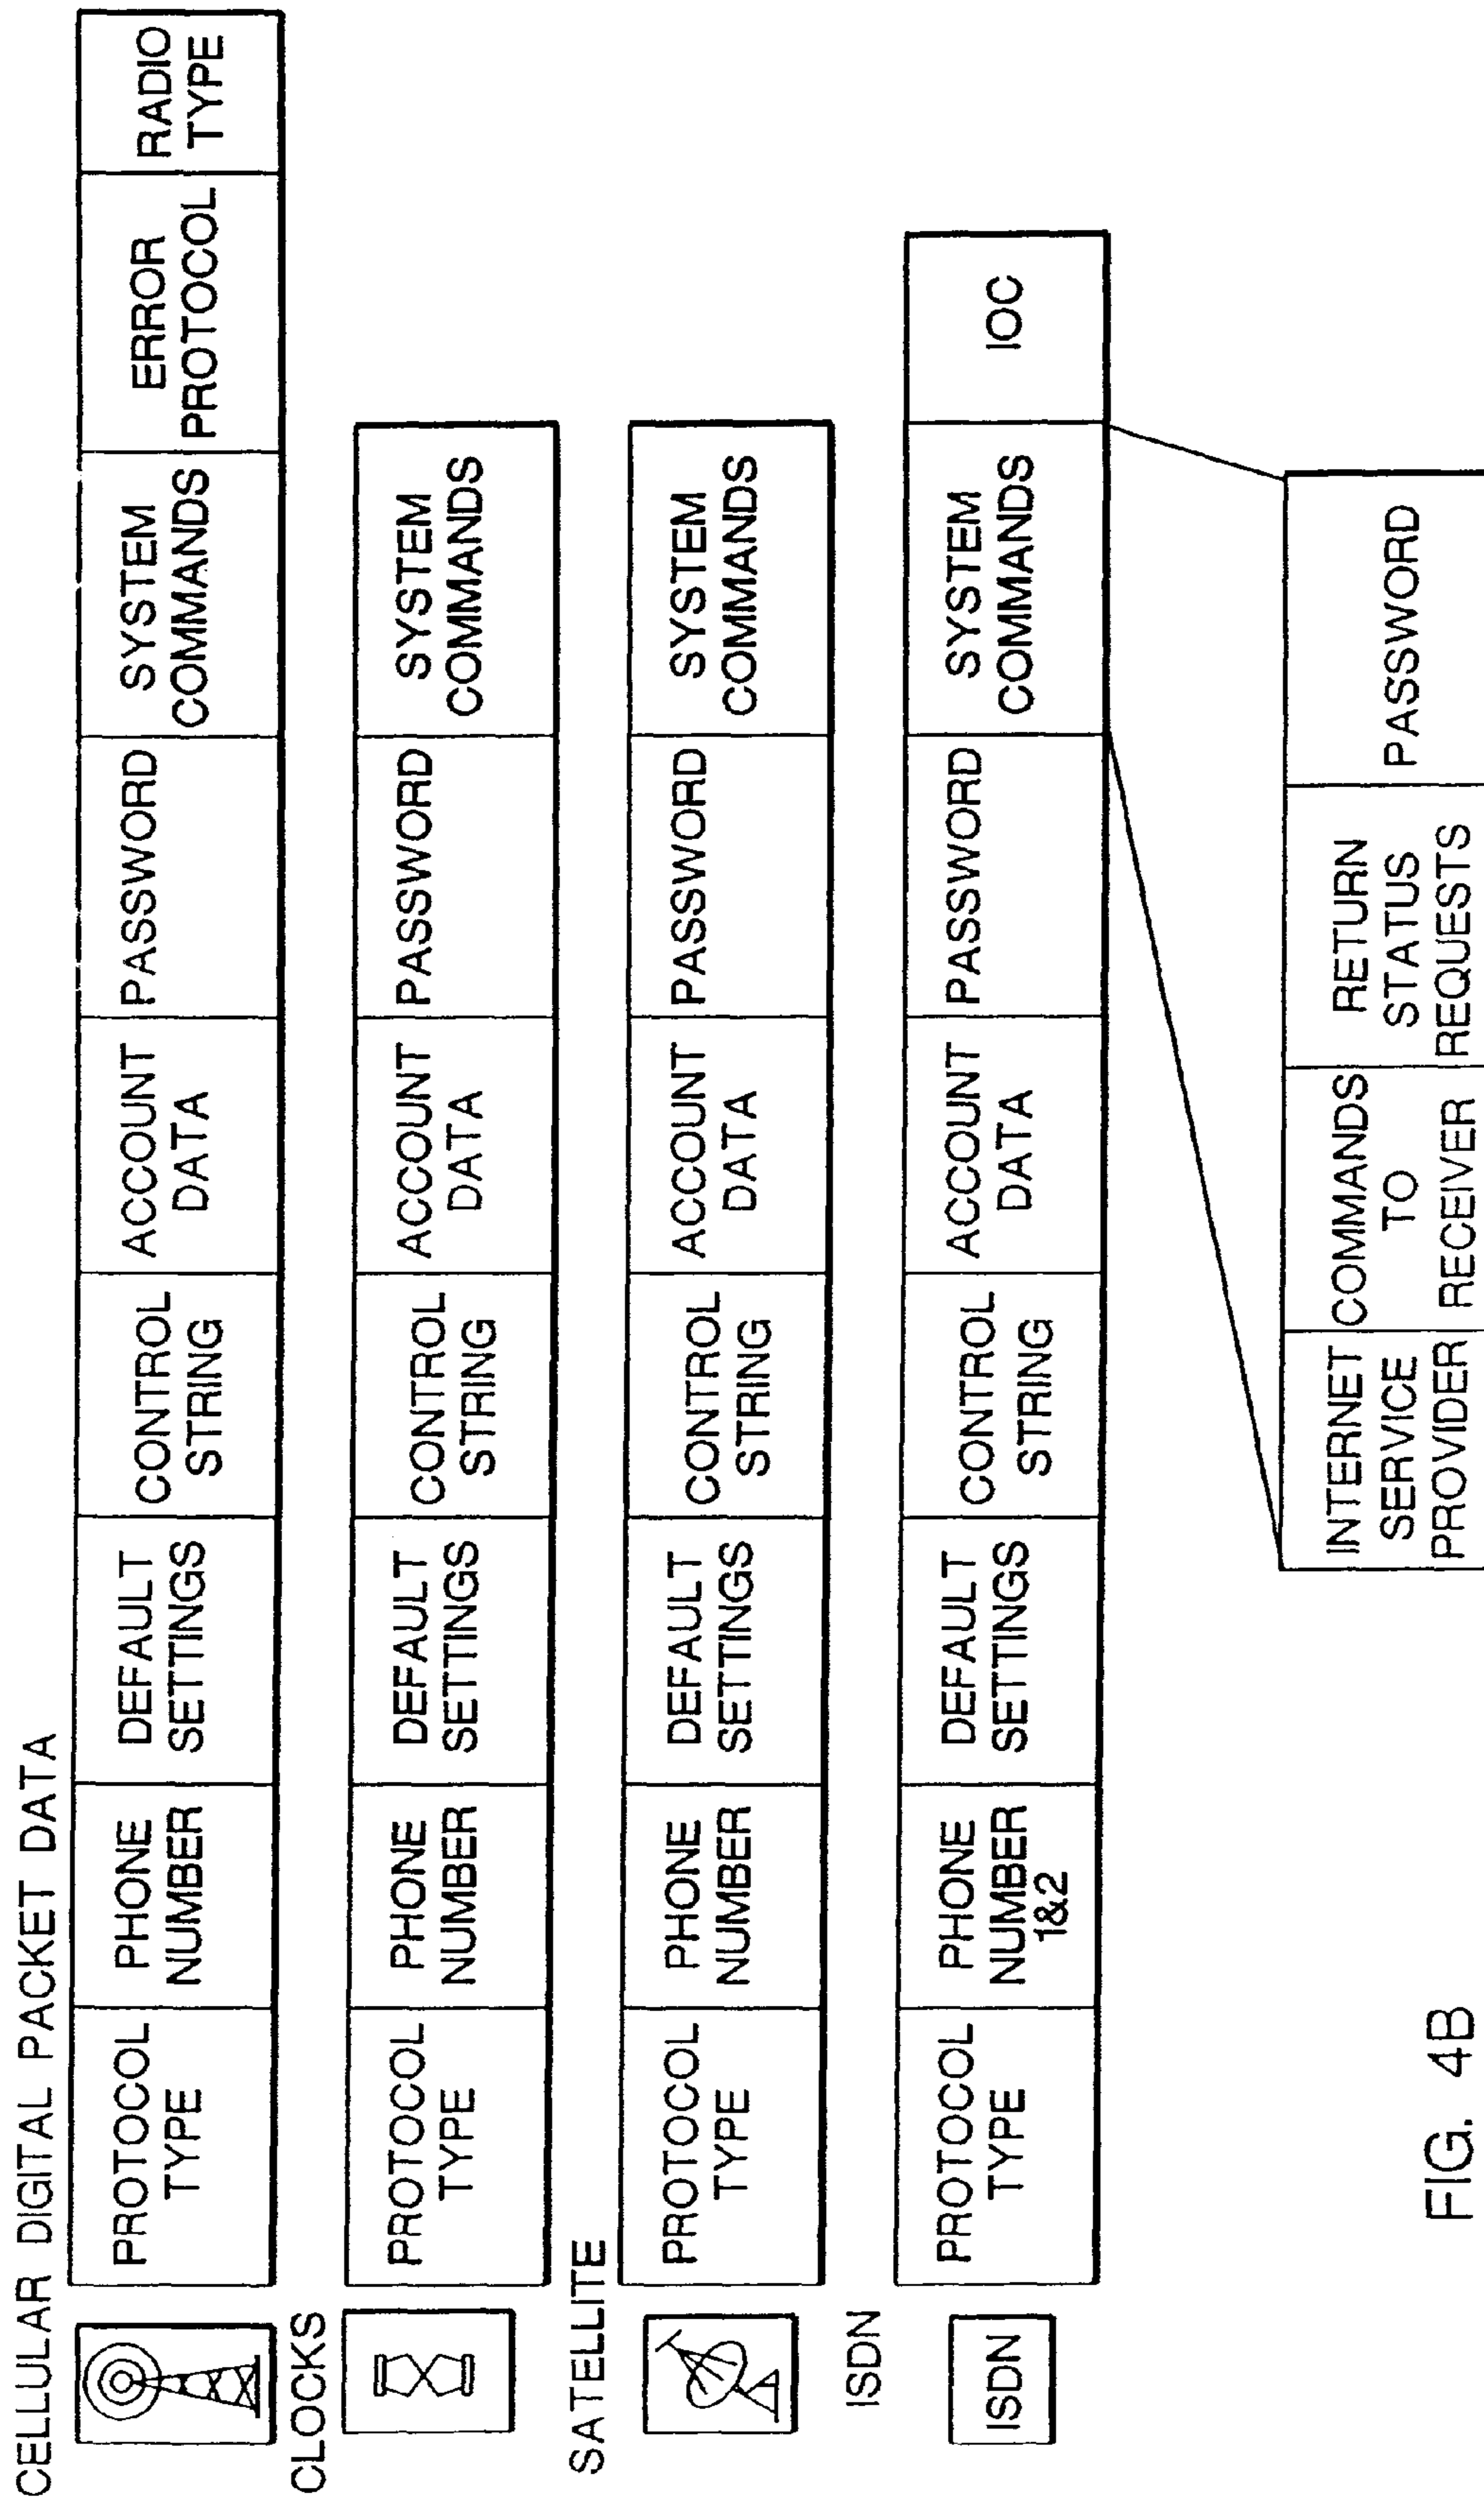 CELLULAR DIGITAL PACKET DATA
PROTOCOL
TYPE
PHONE
NUMBER
DEFAULT
SETTINGS
CONTROL
STRING
ACCOUNT
DATA
PASSWORD
SYSTEM
COMMANDS
ERROR
PROTOCOL
RADIO
TYPE
CLOCKS
PROTOCOL
TYPE
PHONE
NUMBER
DEFAULT
SETTINGS
CONTROL
STRING
ACCOUNT
DATA
PASSWORD
SYSTEM
COMMANDS
SATELLITE
PROTOCOL
TYPE
PHONE
NUMBER
DEFAULT
SETTINGS
CONTROL
STRING
ACCOUNT
DATA
PASSWORD
SYSTEM
COMMANDS
ISDN
ISDN
PROTOCOL
TYPE
PHONE
NUMBER
1&2
DEFAULT
SETTINGS
CONTROL
STRING
ACCOUNT
DATA
PASSWORD
SYSTEM
COMMANDS
IOC
INTERNET
SERVICE
PROVIDER
COMMANDS
TO
RECEIVER
RETURN
STATUS
REQUESTS
PASSWORD
FIG. 4B